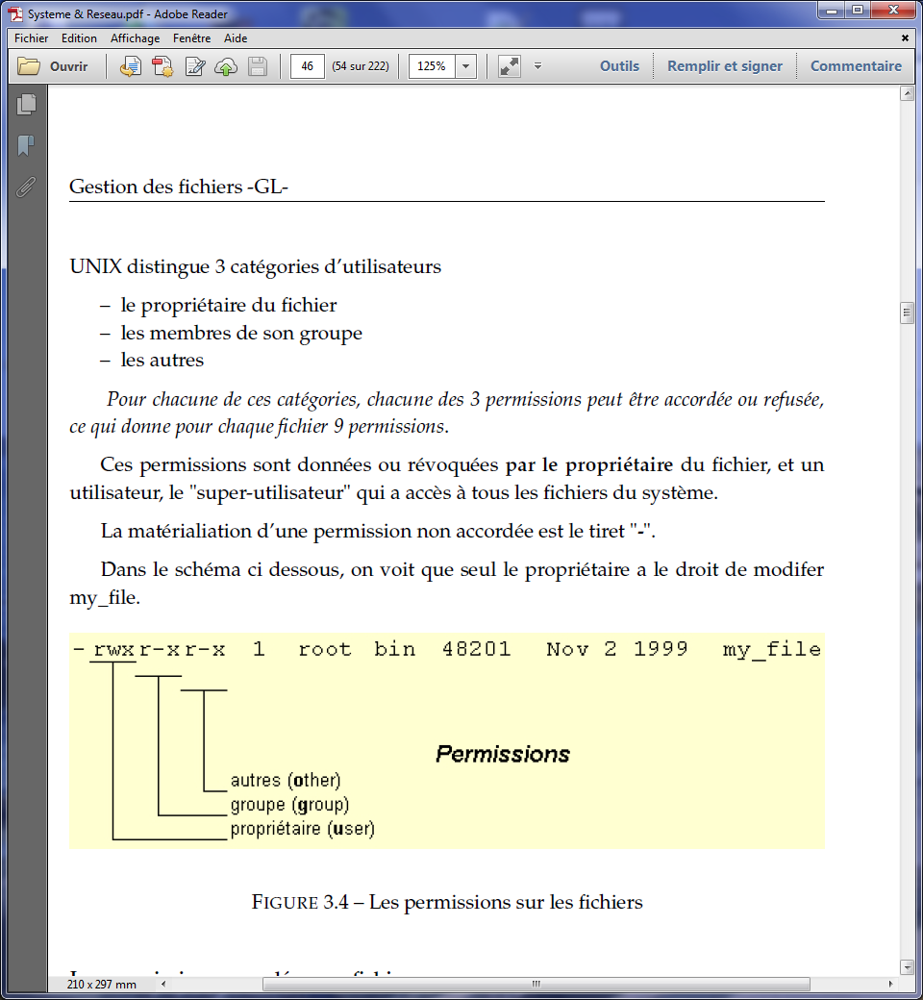 Systeme & Reseau.pdf - Adobe Reader
Fichier Edition Affichage Fenêtre Aide
Ouvrir 46 (54 sur 222) 125% Outils Remplir et signer Commentaire
Gestion des fichiers -GL-
UNIX distingue 3 catégories d'utilisateurs
– le propriétaire du fichier
– les membres de son groupe
– les autres
Pour chacune de ces catégories, chacune des 3 permissions peut être accordée ou refusée,
ce qui donne pour chaque fichier 9 permissions.
Ces permissions sont données ou révoquées par le propriétaire du fichier, et un
utilisateur, le "super-utilisateur" qui a accès à tous les fichiers du système.
La matérialiation d'une permission non accordée est le tiret "-".
Dans le schéma ci dessous, on voit que seul le propriétaire a le droit de modifer
my_file.
- rwxr-xr-x 1 root bin 48201 Nov 2 1999 my_file
Permissions
autres (other)
groupe (group)
propriétaire (user)
FIGURE 3.4 – Les permissions sur les fichiers
210 x 297 mm